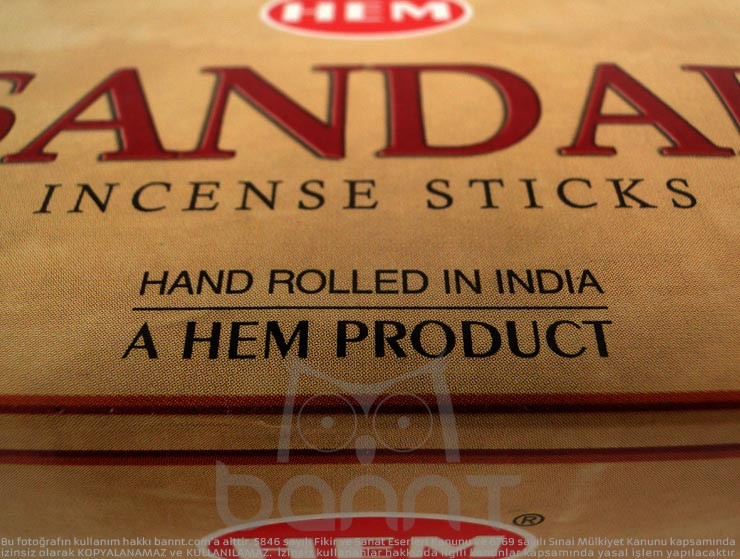 HEM
SANDAL
INCENSE STICKS
HAND ROLLED IN INDIA
A HEM PRODUCT
bannt
®
Bu fotoğrafın kullanım hakkı bannt.com'a aittir. 5846 sayılı Fikir ve Sanat Eserleri Kanunu ve 6769 sayılı Sınai Mülkiyet Kanunu kapsamında
izinsiz olarak KOPYALANAMAZ ve KULLANILAMAZ. İzinsiz kullananlar hakkında ilgili kanunlar kapsamında yasal işlem yapılacaktır.